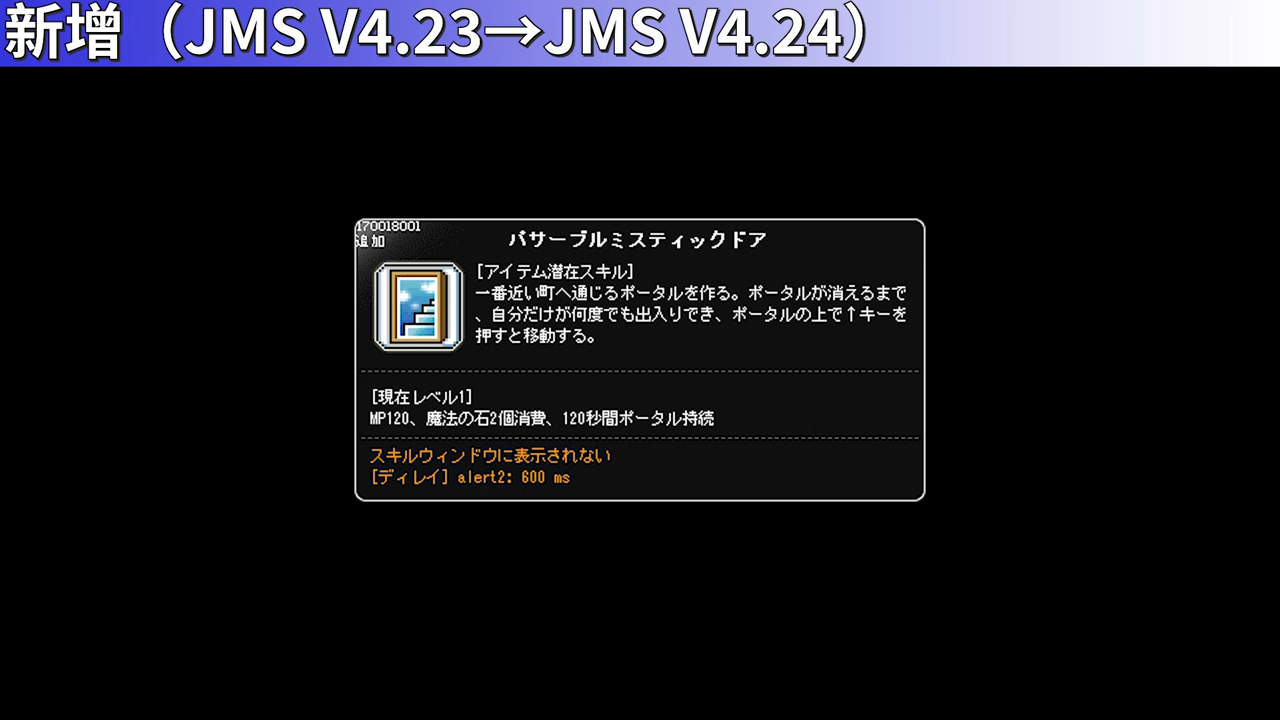 新増（JMS V4.23→JMS V4.24）
170018001
追加
パサーブルミスティックドア
[アイテム潜在スキル]
一番近い町へ通じるポータルを作る。ポータルが消えるまで
、自分だけが何度でも出入りでき、ポータルの上で↑キーを
押すと移動する。
[現在レベル1]
MP120、魔法の石2個消費、120秒間ポータル持続
スキルウィンドウに表示されない
[ディレイ] alert2: 600 ms